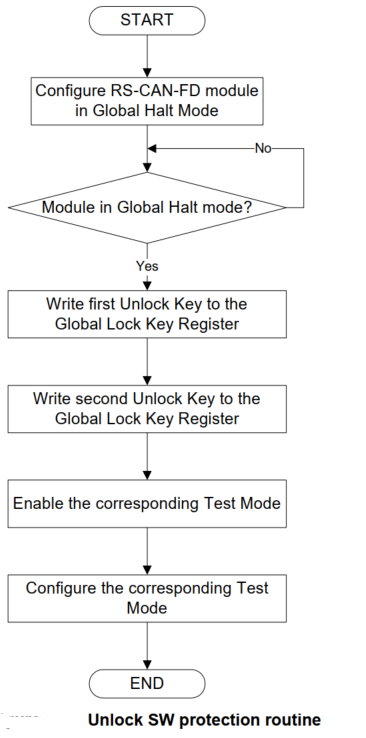 START
Configure RS-CAN-FD module
in Global Halt Mode
No
Module in Global Halt mode?
Yes
Write first Unlock Key to the
Global Lock Key Register
Write second Unlock Key to the
Global Lock Key Register
Enable the corresponding Test Mode
Configure the corresponding Test
Mode
END
Unlock SW protection routine